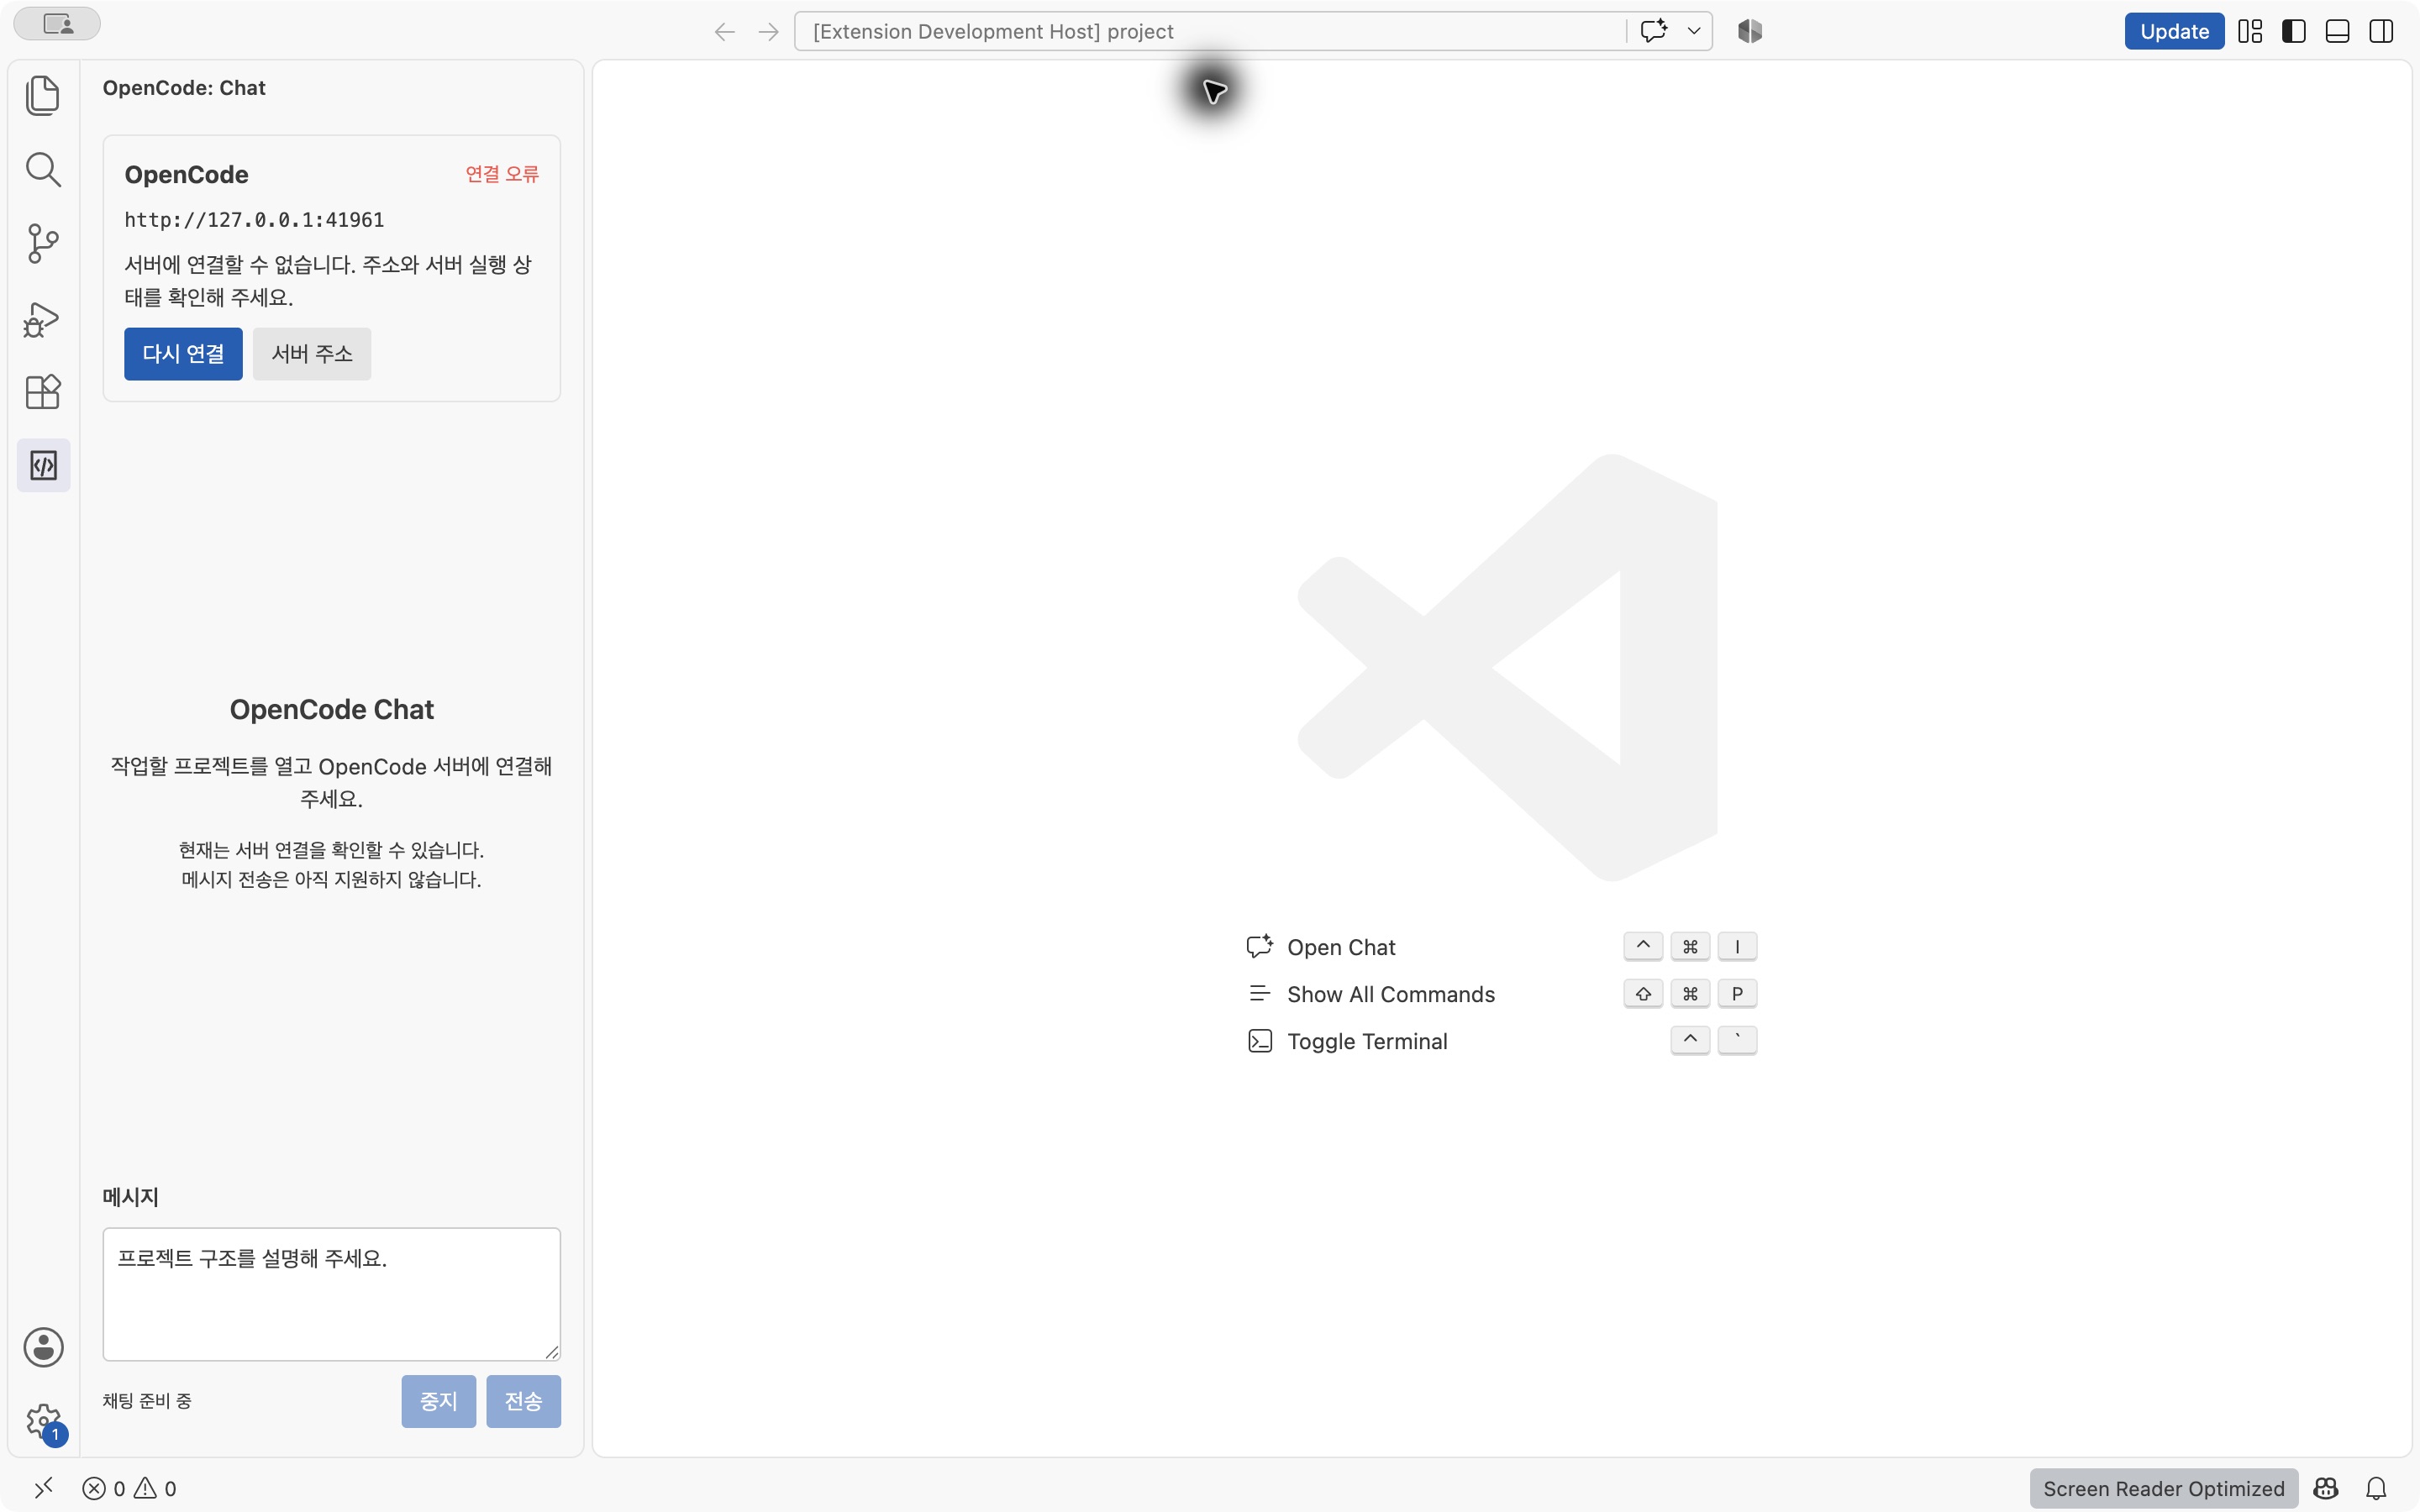 [Extension Development Host] project
Update
OpenCode: Chat
OpenCode
연결 오류
http://127.0.0.1:41961
서버에 연결할 수 없습니다. 주소와 서버 실행 상
태를 확인해 주세요.
다시 연결
서버 주소
OpenCode Chat
작업할 프로젝트를 열고 OpenCode 서버에 연결해
주세요.
현재는 서버 연결을 확인할 수 있습니다.
메시지 전송은 아직 지원하지 않습니다.
Open Chat ^ ⌘ I
Show All Commands ⇧ ⌘ P
Toggle Terminal ^ `
메시지
프로젝트 구조를 설명해 주세요.
채팅 준비 중
중지
전송
1
0 0
Screen Reader Optimized